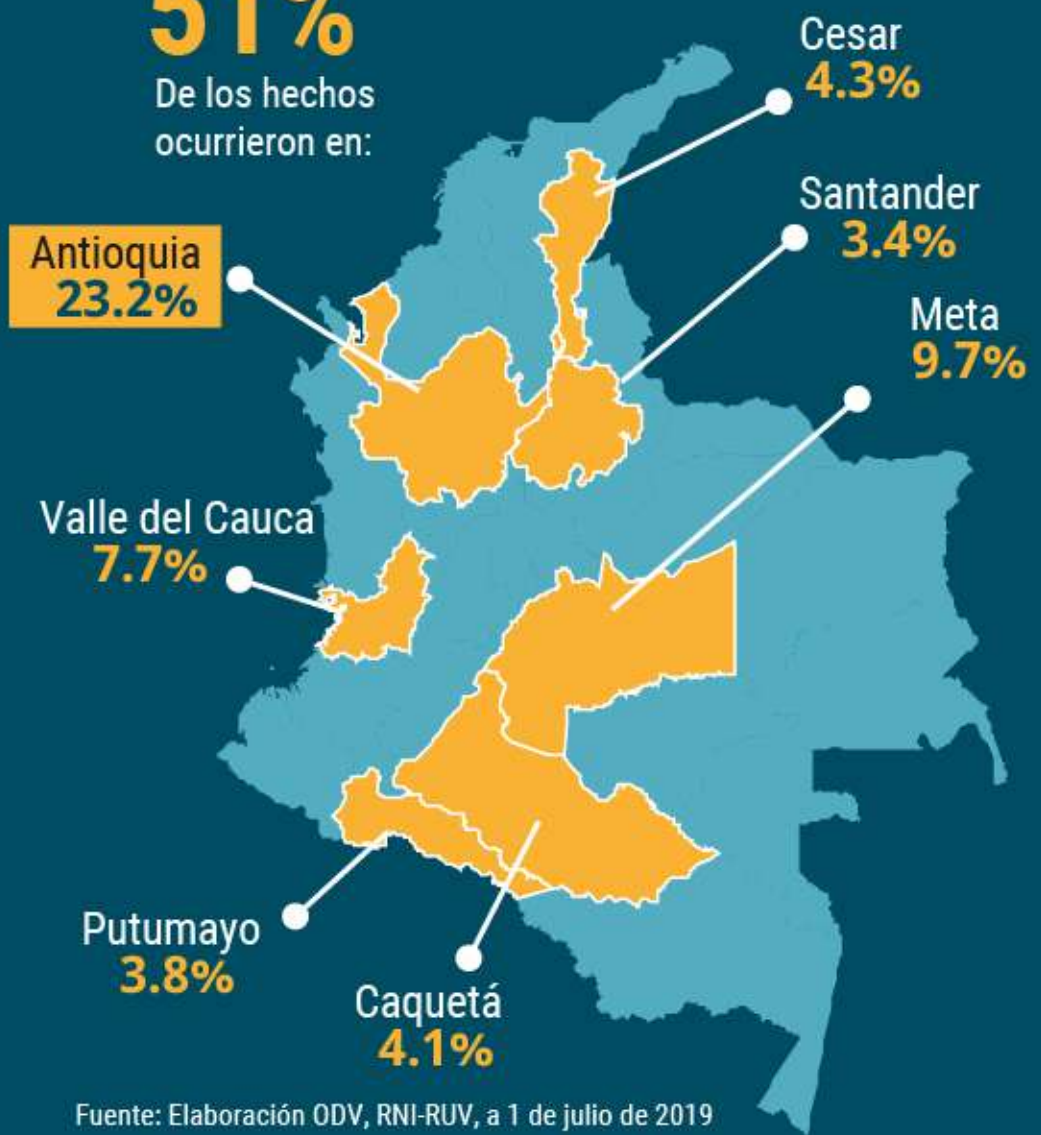 51%
De los hechos
ocurrieron en:
Cesar
4.3%
Santander
3.4%
Antioquia
23.2%
Meta
9.7%
Valle del Cauca
7.7%
Putumayo
3.8%
Caquetá
4.1%
Fuente: Elaboración ODV, RNI-RUV, a 1 de julio de 2019